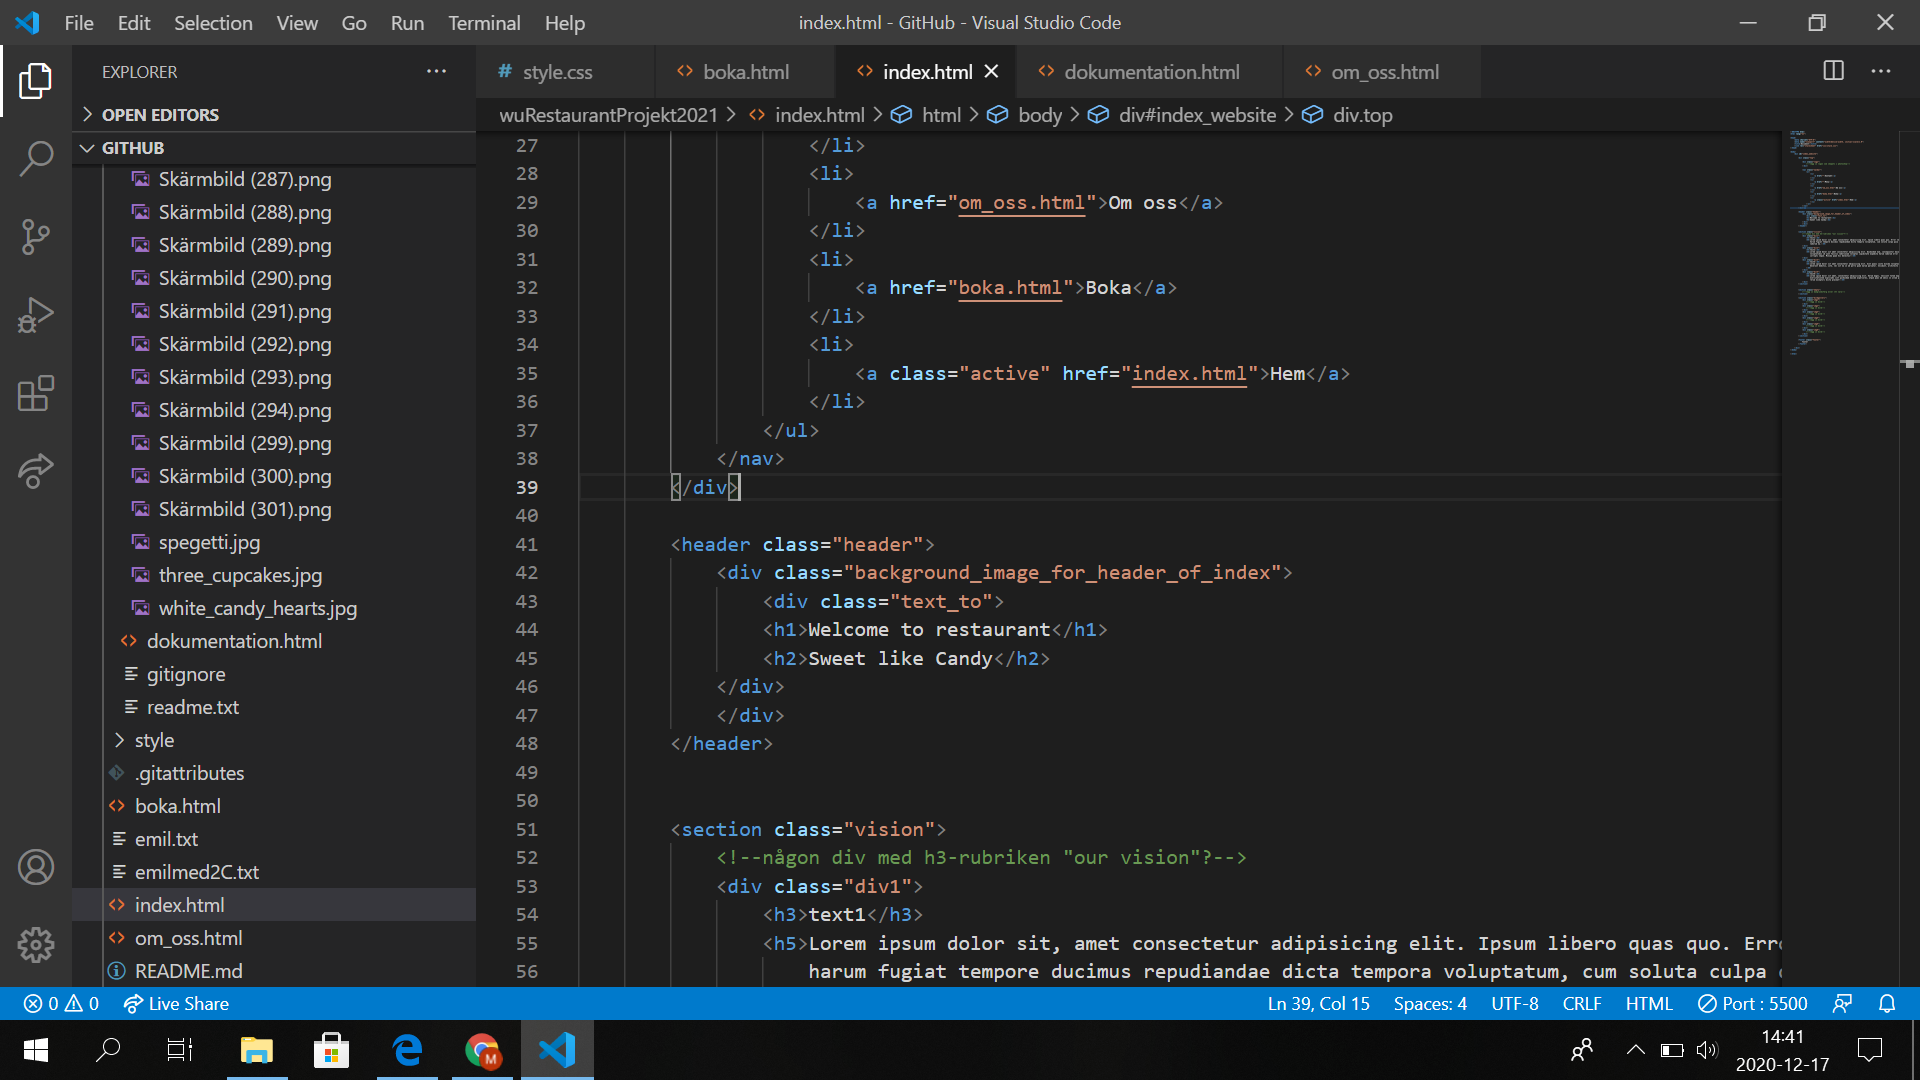 File Edit Selection View Go Run Terminal Help
index.html - GitHub - Visual Studio Code
EXPLORER
OPEN EDITORS
GITHUB
Skärmbild (287).png
Skärmbild (288).png
Skärmbild (289).png
Skärmbild (290).png
Skärmbild (291).png
Skärmbild (292).png
Skärmbild (293).png
Skärmbild (294).png
Skärmbild (299).png
Skärmbild (300).png
Skärmbild (301).png
spegetti.jpg
three_cupcakes.jpg
white_candy_hearts.jpg
dokumentation.html
gitignore
readme.txt
style
.gitattributes
boka.html
emil.txt
emilmed2C.txt
index.html
om_oss.html
README.md
# style.css boka.html index.html dokumentation.html om_oss.html
wuRestaurantProjekt2021 > index.html > html > body > div#index_website > div.top
27 </li>
28 <li>
29 <a href="om_oss.html">Om oss</a>
30 </li>
31 <li>
32 <a href="boka.html">Boka</a>
33 </li>
34 <li>
35 <a class="active" href="index.html">Hem</a>
36 </li>
37 </ul>
38 </nav>
39 </div>
40
41 <header class="header">
42 <div class="background_image_for_header_of_index">
43 <div class="text_to">
44 <h1>Welcome to restaurant</h1>
45 <h2>Sweet like Candy</h2>
46 </div>
47 </div>
48 </header>
49
50
51 <section class="vision">
52 <!--någon div med h3-rubriken "our vision"?-->
53 <div class="div1">
54 <h3>text1</h3>
55 <h5>Lorem ipsum dolor sit, amet consectetur adipisicing elit. Ipsum libero quas quo. Erro
56 harum fugiat tempore ducimus repudiandae dicta tempora voluptatum, cum soluta culpa
0 0 Live Share
Ln 39, Col 15 Spaces: 4 UTF-8 CRLF HTML Port : 5500
M
14:41
2020-12-17